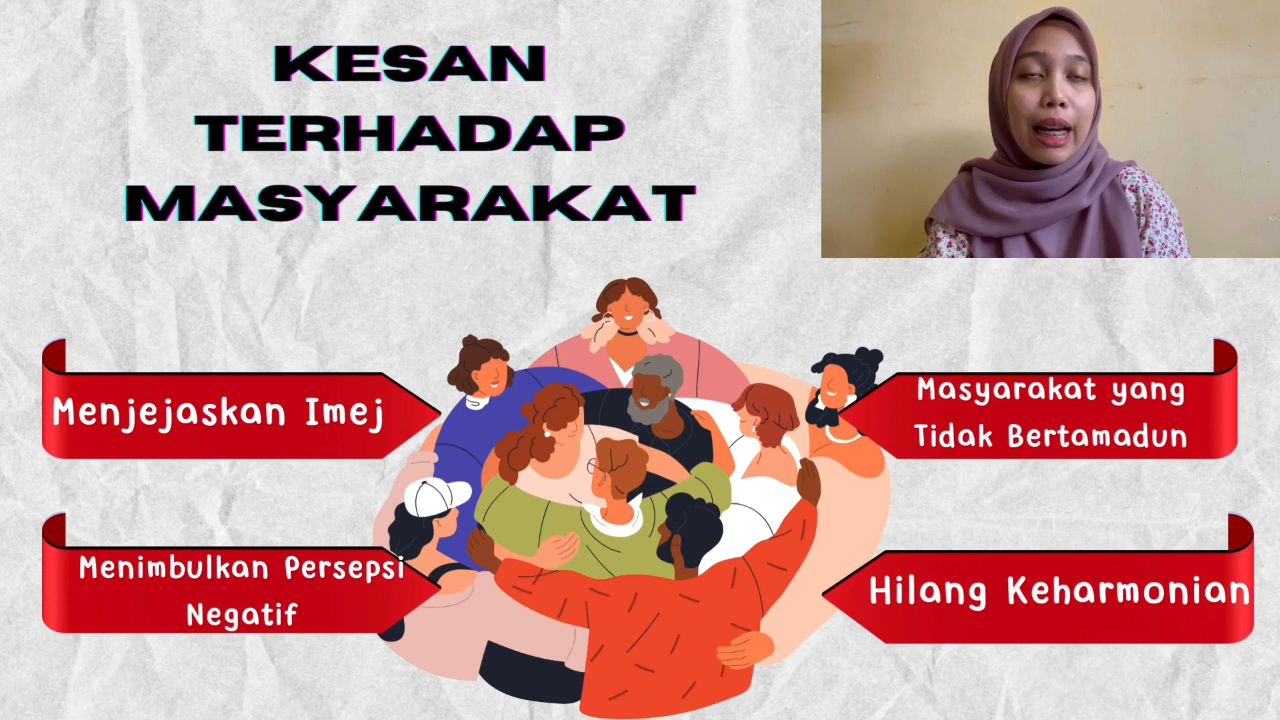 KESAN
TERHADAP
MASYARAKAT
Menjejaskan Imej
Menimbulkan Persepsi
Negatif
Masyarakat yang
Tidak Bertamadun
Hilang Keharmonian